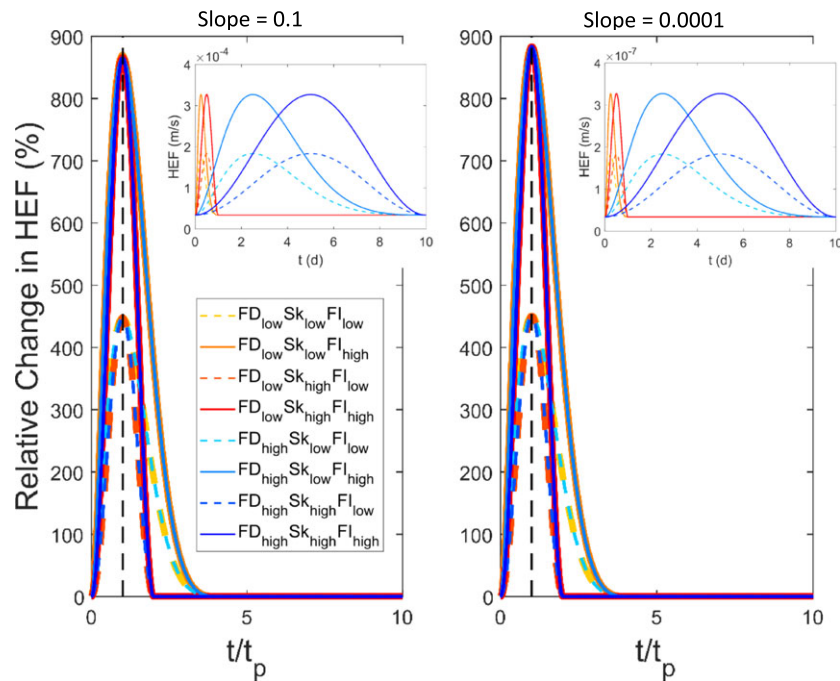 Slope = 0.1
Slope = 0.0001
Relative Change in HEF (%)
900
800
700
600
500
400
300
200
100
0
0 5 10
t/tp
×10-4
HEF (m/s)
4
3
2
1
0
0 2 4 6 8 10
t (d)
FDlowSklowFIlow
FDlowSklowFIhigh
FDlowSkhighFIlow
FDlowSkhighFIhigh
FDhighSklowFIlow
FDhighSklowFIhigh
FDhighSkhighFIlow
FDhighSkhighFIhigh
900
800
700
600
500
400
300
200
100
0
0 5 10
t/tp
×10-7
HEF (m/s)
4
3
2
1
0
0 2 4 6 8 10
t (d)